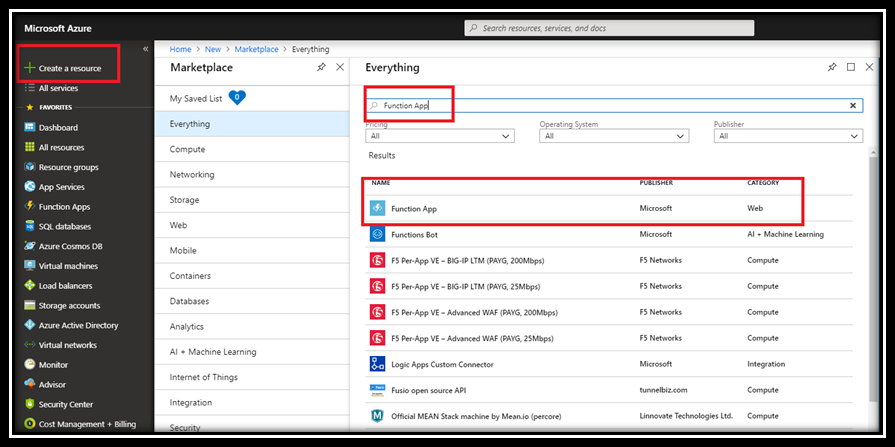 Microsoft Azure
Search resources, services, and docs
«
Create a resource
All services
FAVORITES
Dashboard
All resources
Resource groups
App Services
Function Apps
SQL databases
Azure Cosmos DB
Virtual machines
Load balancers
Storage accounts
Azure Active Directory
Virtual networks
Monitor
Advisor
Security Center
Cost Management + Billing
Home > New > Marketplace > Everything
Marketplace
My Saved List 0
Everything
Compute
Networking
Storage
Web
Mobile
Containers
Databases
Analytics
AI + Machine Learning
Internet of Things
Integration
Security
Everything
Function App
Pricing Operating System Publisher
All All All
Results
NAME PUBLISHER CATEGORY
Function App Microsoft Web
Functions Bot Microsoft AI + Machine Learning
F5 Per-App VE – BIG-IP LTM (PAYG, 200Mbps) F5 Networks Compute
F5 Per-App VE – BIG-IP LTM (PAYG, 25Mbps) F5 Networks Compute
F5 Per-App VE – Advanced WAF (PAYG, 200Mbps) F5 Networks Compute
F5 Per-App VE – Advanced WAF (PAYG, 25Mbps) F5 Networks Compute
Logic Apps Custom Connector Microsoft Integration
Fusio open source API tunnelbiz.com Compute
Official MEAN Stack machine by Mean.io (percore) Linnovate Technologies Ltd. Compute